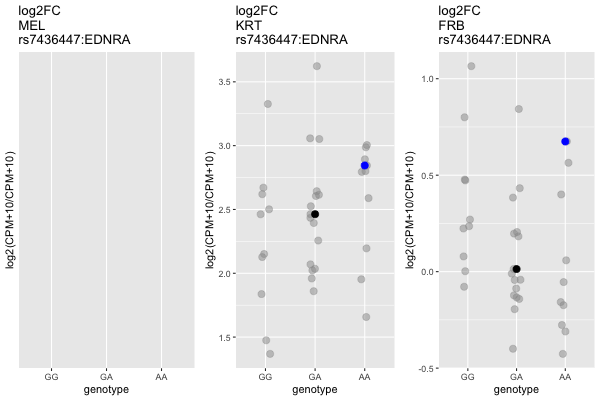 log2FC
MEL
rs7436447:EDNRA
log2(CPM+10/CPM+10)
GG GA AA
genotype
log2FC
KRT
rs7436447:EDNRA
log2(CPM+10/CPM+10)
3.5
3.0
2.5
2.0
1.5
GG GA AA
genotype
log2FC
FRB
rs7436447:EDNRA
log2(CPM+10/CPM+10)
1.0
0.5
0.0
-0.5
GG GA AA
genotype